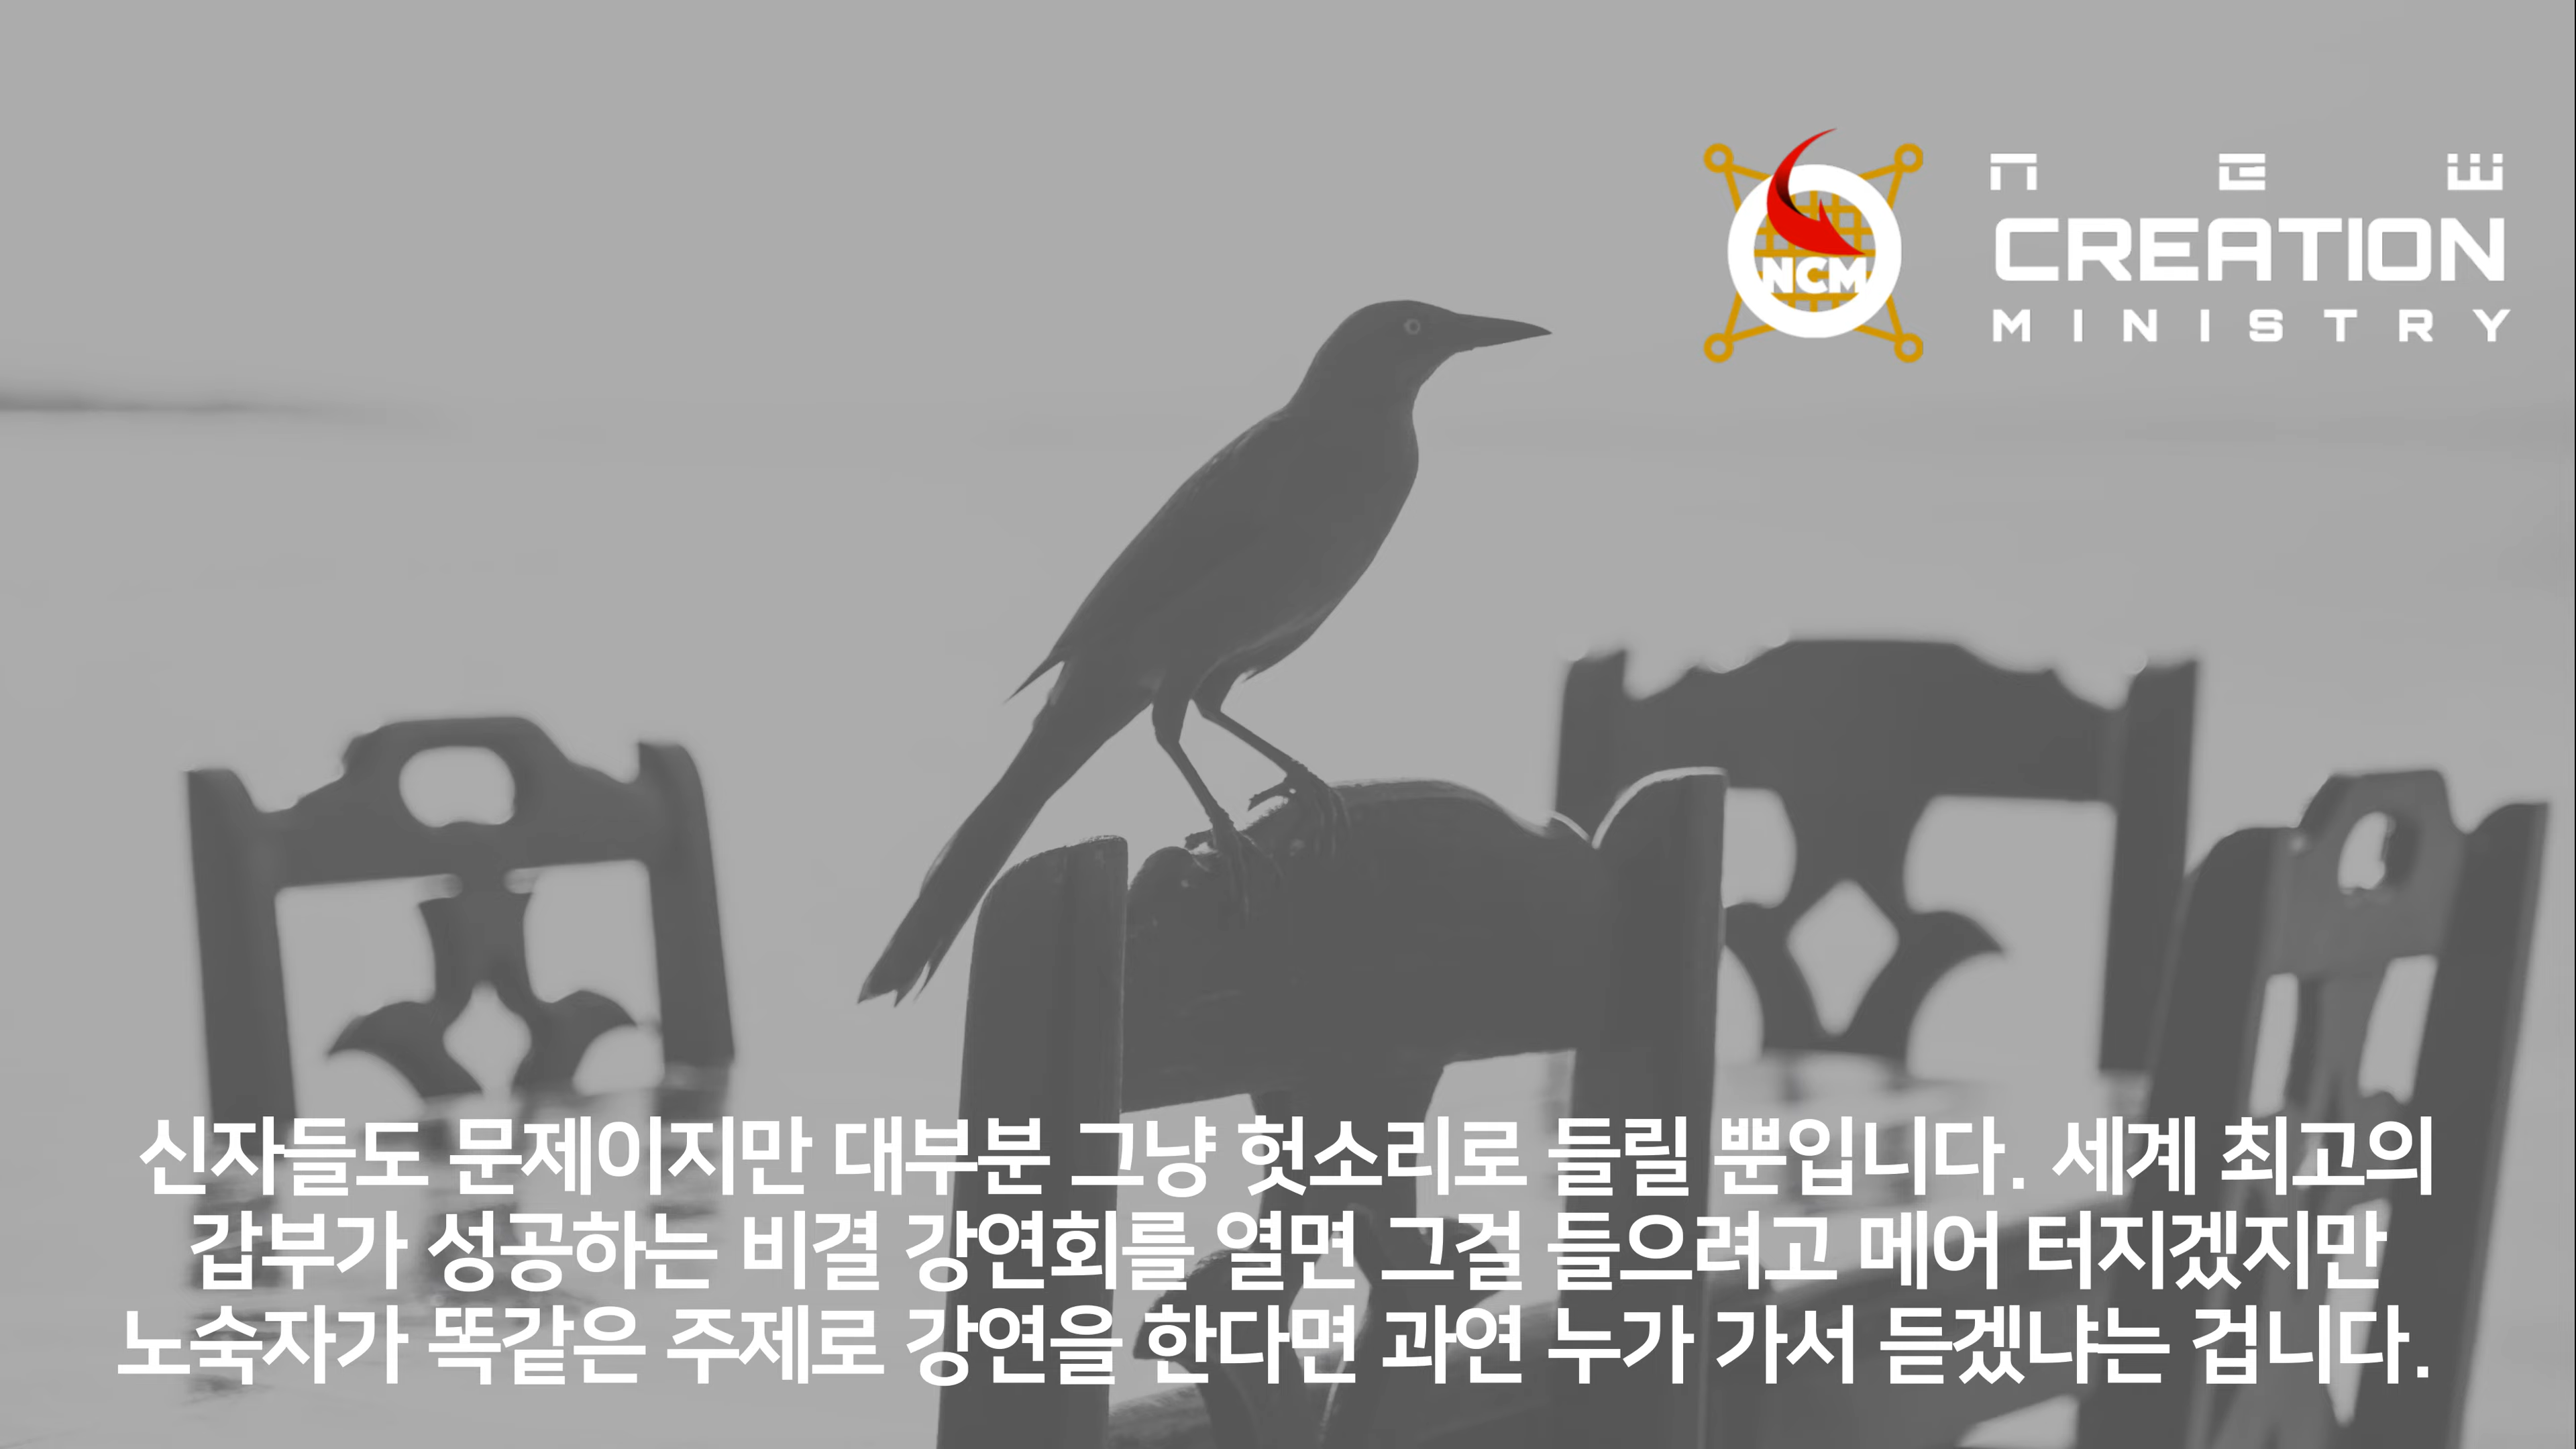 NEW
CREATION
MINISTRY
NCM
신자들도 문제이지만 대부분 그냥 헛소리로 들릴 뿐입니다. 세계 최고의
갑부가 성공하는 비결 강연회를 열면 그걸 들으려고 메어 터지겠지만
노숙자가 똑같은 주제로 강연을 한다면 과연 누가 가서 듣겠냐는 겁니다.